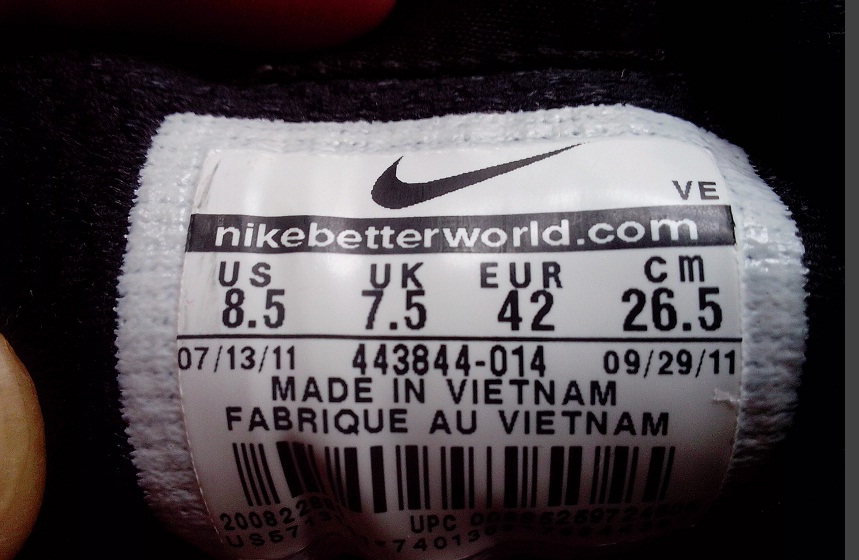 VE
nikebetterworld.com
US UK EUR cm
8.5 7.5 42 26.5
07/13/11 443844-014 09/29/11
MADE IN VIETNAM
FABRIQUE AU VIETNAM
UPC